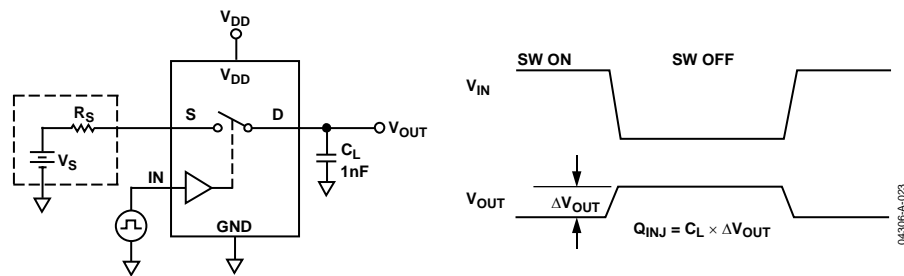 VDD
VDD
RS
S
D
VOUT
VS
CL
1nF
IN
GND
SW ON
SW OFF
VIN
VOUT
ΔVOUT
QINJ = CL × ΔVOUT
04306-A-023